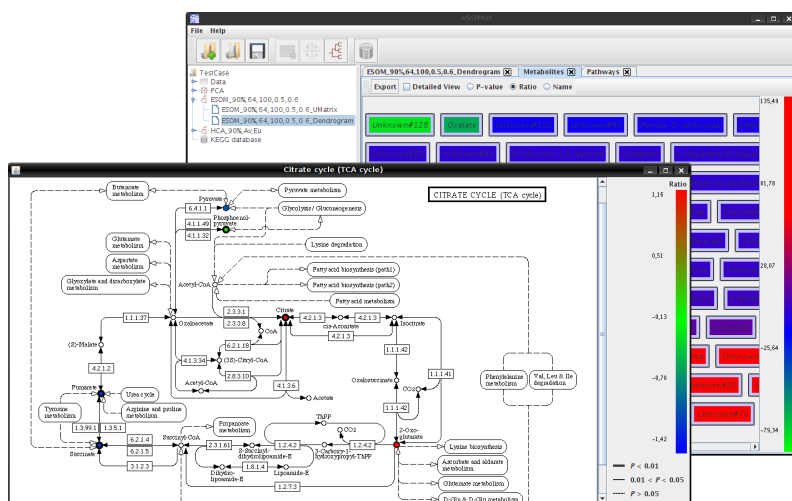 eSOMet
File Help
TestCase
Data
PCA
ESOM_90%,64,100,0.5,0.6
ESOM_90%,64,100,0.5,0.6_UMatrix
ESOM_90%,64,100,0.5,0.6_Dendrogram
HCA_90%,Av,Eu
KEGG database
ESOM_90%,64,100,0.5,0.6_Dendrogram Metabolites Pathways
Export Detailed View P-value Ratio Name
Unknown#128 Oxalate
135,49
81,78
28,07
-25,64
-79,34
Citrate cycle (TCA cycle)
CITRATE CYCLE (TCA cycle)
Butanoate
metabolism
Pyruvate
Pyruvate metabolism
6.4.1.1
Glycolysis / Gluconeogenesis
Phosphoenol-
pyruvate
4.1.1.49
4.1.1.32
Lysine degradation
Glutamate
metabolism
Aspartate
metabolism
Glyoxylate and dicarboxylate
metabolism
Acetyl-CoA
Fatty acid biosynthesis (path1)
Fatty acid biosynthesis (path2)
Fatty acid metabolism
1.1.1.37
Oxaloacetate
2.3.3.1
2.3.3.8
Citrate
4.2.1.3
cis-Aconitate
4.2.1.3
Isocitrate
4.2.1.3
CoA
6.2.1.18
(S)-Malate
4.1.3.34
(3S)-Citryl-CoA
2.8.3.10
Acetyl-CoA
4.1.3.6
Acetate
1.1.1.42
1.1.1.41
Oxalosuccinate
CO2
1.1.1.42
4.2.1.2
Fumarate
Urea cycle
Arginine and proline
metabolism
Tyrosine
metabolism
1.3.99.1 1.3.5.1
Phenylalanine
metabolism
Val, Leu & Ile
degradation
Propanoate
metabolism
TAPP
CO2
2-Oxo-
glutarate
6.2.1.4
6.2.1.5
Succinyl-CoA
2.3.1.61
1.2.4.2
1.2.4.2
Succinate
3.1.2.3
S-Succinyl-
dihydrolipoamide-E
3-Carboxy-1-
hydroxypropyl-TAPP
Dihydro-
lipoamide-E
1.8.1.4
Lipoamide-E
1.2.7.3
Lysine biosynthesis
Ascorbate and aldarate
metabolism
Glutamate
metabolism
D-Gln & D-Glu metabolism
Ratio
1,16
0,51
-0,13
-0,78
-1,42
P < 0.01
0.01 < P < 0.05
P > 0.05